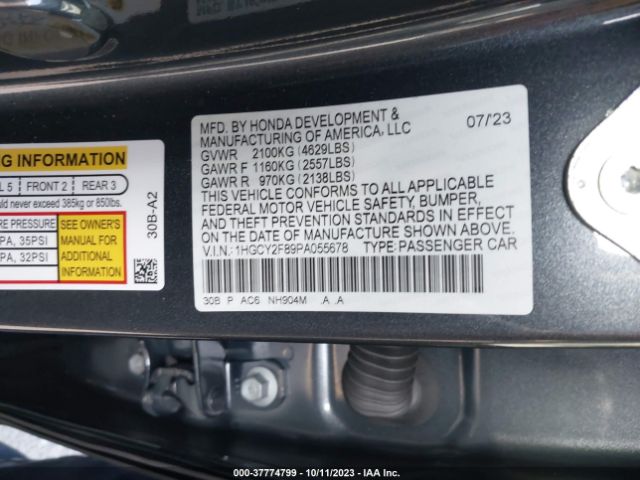 NG INFORMATION
L 5 FRONT 2 REAR 3
ould never exceed 385kg or 850lbs.
RE PRESSURE
PA, 35PSI
PA, 32PSI
SEE OWNER'S
MANUAL FOR
ADDITIONAL
INFORMATION
30B-A2
MFD. BY HONDA DEVELOPMENT & 07/'23
MANUFACTURING OF AMERICA, LLC
GVWR 2100KG (4629LBS)
GAWR F 1160KG (2557LBS)
GAWR R 970KG (2138LBS)
THIS VEHICLE CONFORMS TO ALL APPLICABLE
FEDERAL MOTOR VEHICLE SAFETY, BUMPER,
AND THEFT PREVENTION STANDARDS IN EFFECT
ON THE DATE OF MANUFACTURE SHOWN ABOVE.
V.I.N.:1HGCY2F89PA055678 TYPE:PASSENGER CAR
30B P AC6 NH904M .A .A
000-37774799 - 10/11/2023 - IAA Inc.